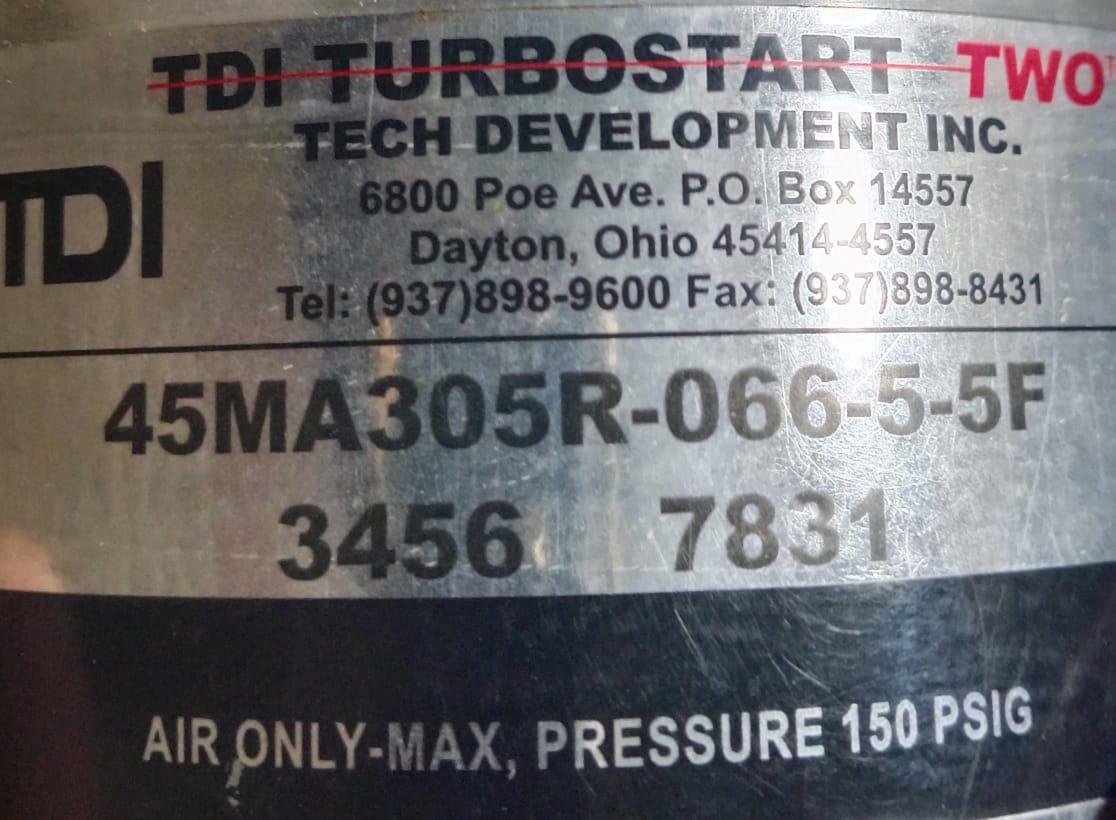 TDI TURBOSTART TWO
TECH DEVELOPMENT INC.
TDI
6800 Poe Ave. P.O. Box 14557
Dayton, Ohio 45414-4557
Tel: (937)898-9600 Fax: (937)898-8431
45MA305R-066-5-5F
3456 7831
AIR ONLY-MAX, PRESSURE 150 PSIG